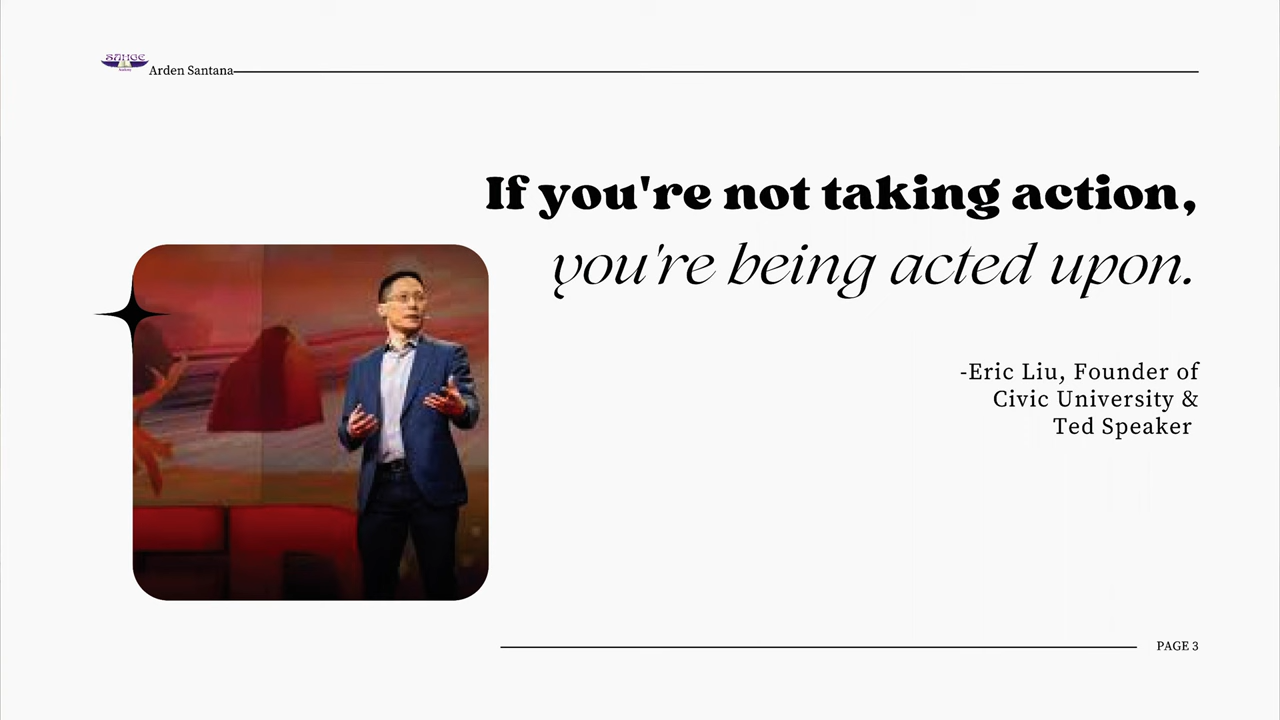 SAHGE
Arden Santana
If you're not taking action,
you're being acted upon.
-Eric Liu, Founder of
Civic University &
Ted Speaker
PAGE 3